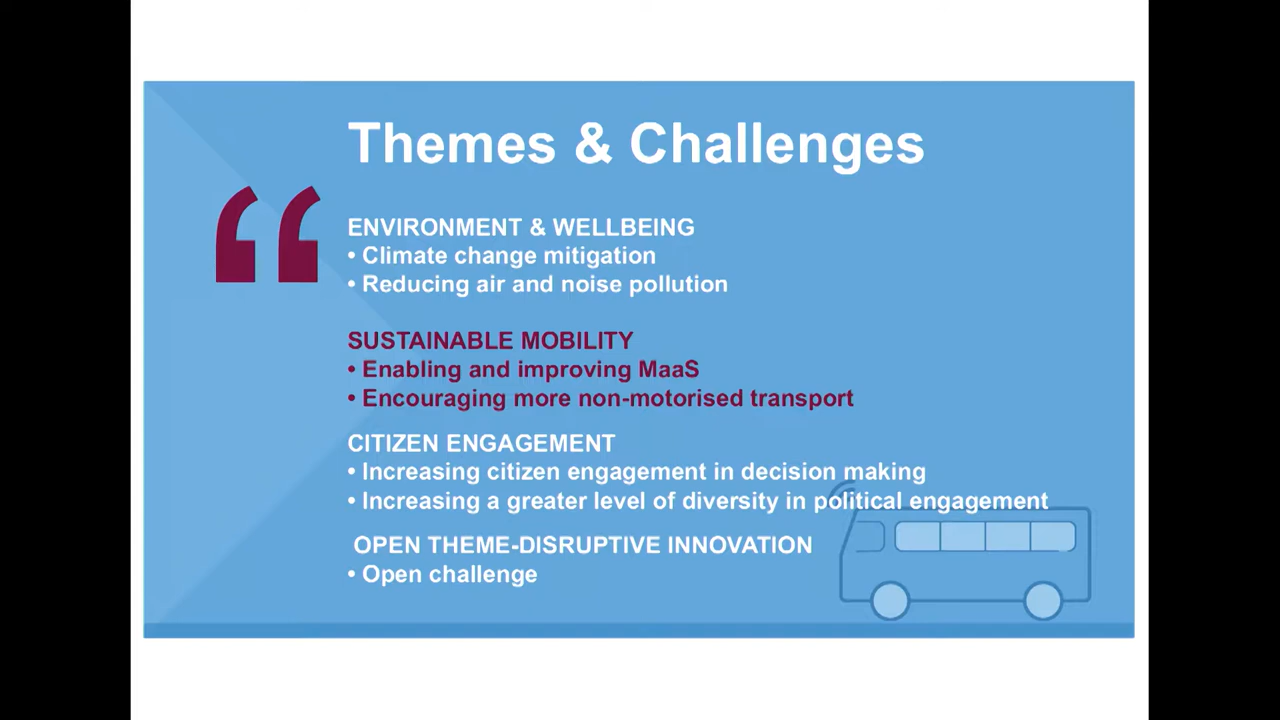 Themes & Challenges
ENVIRONMENT & WELLBEING
• Climate change mitigation
• Reducing air and noise pollution
SUSTAINABLE MOBILITY
• Enabling and improving MaaS
• Encouraging more non-motorised transport
CITIZEN ENGAGEMENT
• Increasing citizen engagement in decision making
• Increasing a greater level of diversity in political engagement
OPEN THEME-DISRUPTIVE INNOVATION
• Open challenge